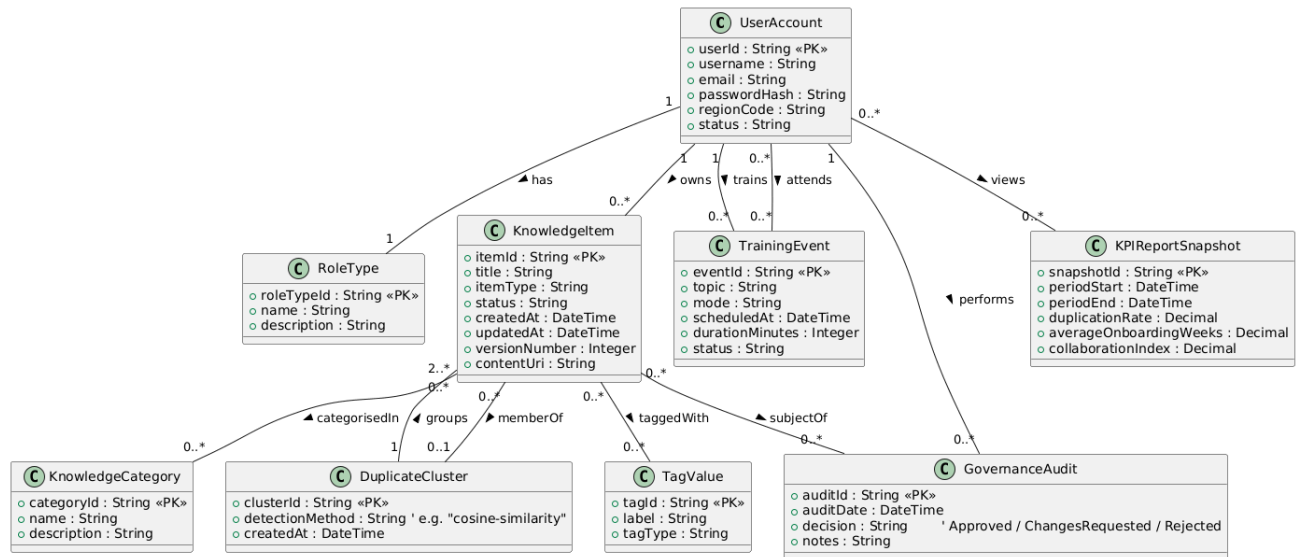 C UserAccount
userId : String «PK»
username : String
email : String
passwordHash : String
regionCode : String
status : String
1
0..*
1
1
0..*
1
has
owns
trains
attends
views
0..*
0..*
0..*
0..*
1
C RoleType
roleTypeId : String «PK»
name : String
description : String
C KnowledgeItem
itemId : String «PK»
title : String
itemType : String
status : String
createdAt : DateTime
updatedAt : DateTime
versionNumber : Integer
contentUri : String
C TrainingEvent
eventId : String «PK»
topic : String
mode : String
scheduledAt : DateTime
durationMinutes : Integer
status : String
performs
C KPIReportSnapshot
snapshotId : String «PK»
periodStart : DateTime
periodEnd : DateTime
duplicationRate : Decimal
averageOnboardingWeeks : Decimal
collaborationIndex : Decimal
2..*
0..*
0..*
0..*
0..*
categorisedIn
groups
memberOf
taggedWith
subjectOf
0..*
1
0..1
0..*
0..*
0..*
C KnowledgeCategory
categoryId : String «PK»
name : String
description : String
C DuplicateCluster
clusterId : String «PK»
detectionMethod : String ' e.g. "cosine-similarity"
createdAt : DateTime
C TagValue
tagId : String «PK»
label : String
tagType : String
C GovernanceAudit
auditId : String «PK»
auditDate : DateTime
decision : String ' Approved / ChangesRequested / Rejected
notes : String